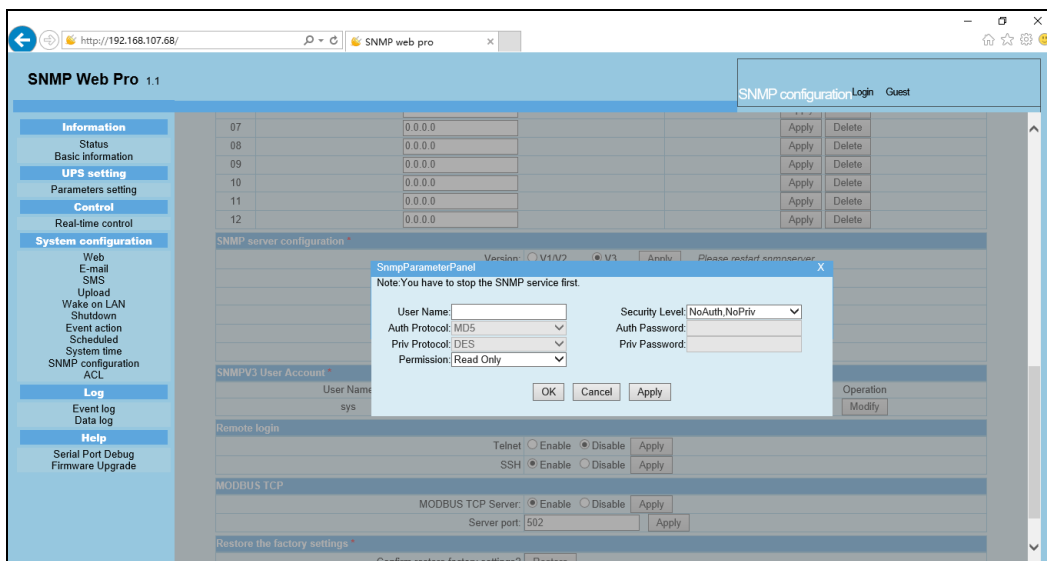 http://192.168.107.68/
SNMP web pro
SNMP Web Pro 1.1
SNMP configuration Login Guest
Information
Status
Basic information
UPS setting
Parameters setting
Control
Real-time control
System configuration
Web
E-mail
SMS
Upload
Wake on LAN
Shutdown
Event action
Scheduled
System time
SNMP configuration
ACL
Log
Event log
Data log
Help
Serial Port Debug
Firmware Upgrade
07 0.0.0.0 Apply Delete
08 0.0.0.0 Apply Delete
09 0.0.0.0 Apply Delete
10 0.0.0.0 Apply Delete
11 0.0.0.0 Apply Delete
12 0.0.0.0 Apply Delete
SNMP server configuration *
Version: V1/V2 V3 Apply Please restart snmpserver
SnmpParameterPanel X
Note:You have to stop the SNMP service first.
User Name: Security Level: NoAuth,NoPriv
Auth Protocol: MD5 Auth Password:
Priv Protocol: DES Priv Password:
Permission: Read Only
OK Cancel Apply
SNMPV3 User Account *
User Name Operation
sys Modify
Remote login
Telnet Enable Disable Apply
SSH Enable Disable Apply
MODBUS TCP
MODBUS TCP Server: Enable Disable Apply
Server port: 502 Apply
Restore the factory settings *
Confirm restore factory settings? Restore